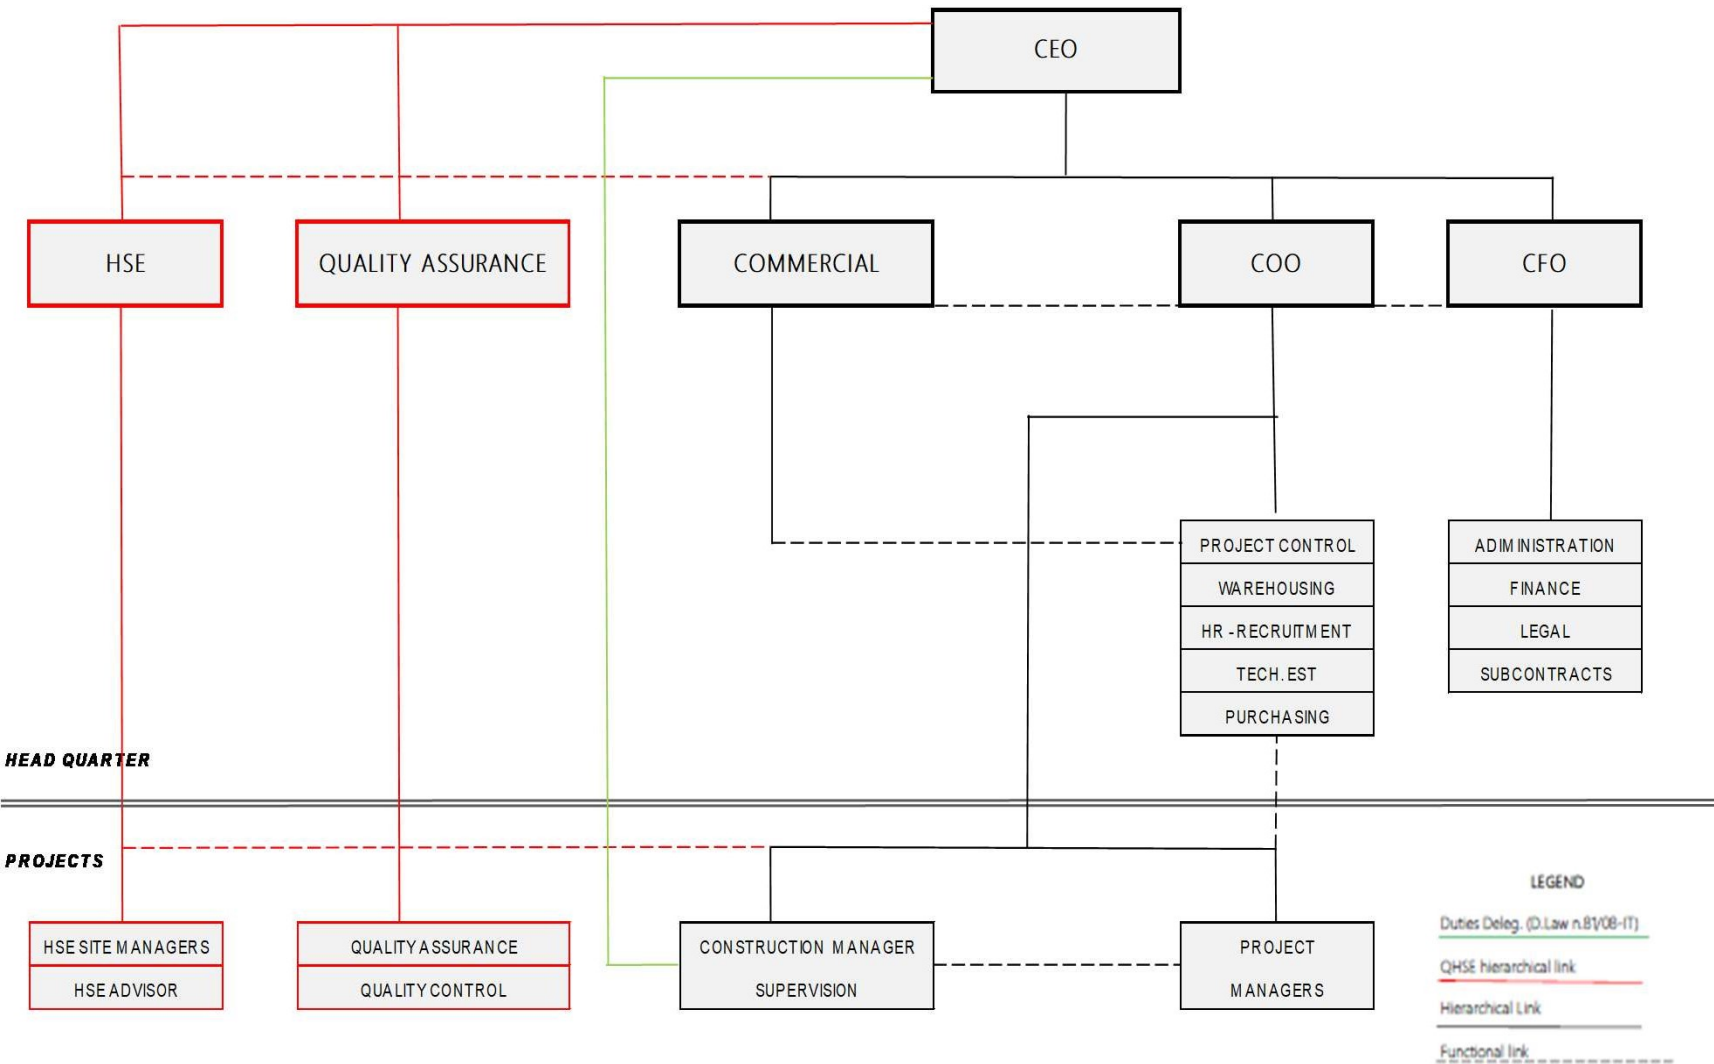 CEO
HSE
QUALITY ASSURANCE
COMMERCIAL
COO
CFO
PROJECT CONTROL
WAREHOUSING
HR - RECRUITMENT
TECH. EST
PURCHASING
ADIMINISTRATION
FINANCE
LEGAL
SUBCONTRACTS
HEAD QUARTER
PROJECTS
HSE SITE MANAGERS
HSE ADVISOR
QUALITY ASSURANCE
QUALITY CONTROL
CONSTRUCTION MANAGER
SUPERVISION
PROJECT
MANAGERS
LEGEND
Duties Deleg. (D.Law n.81/08-IT)
QHSE hierarchical link
Hierarchical Link
Functional link